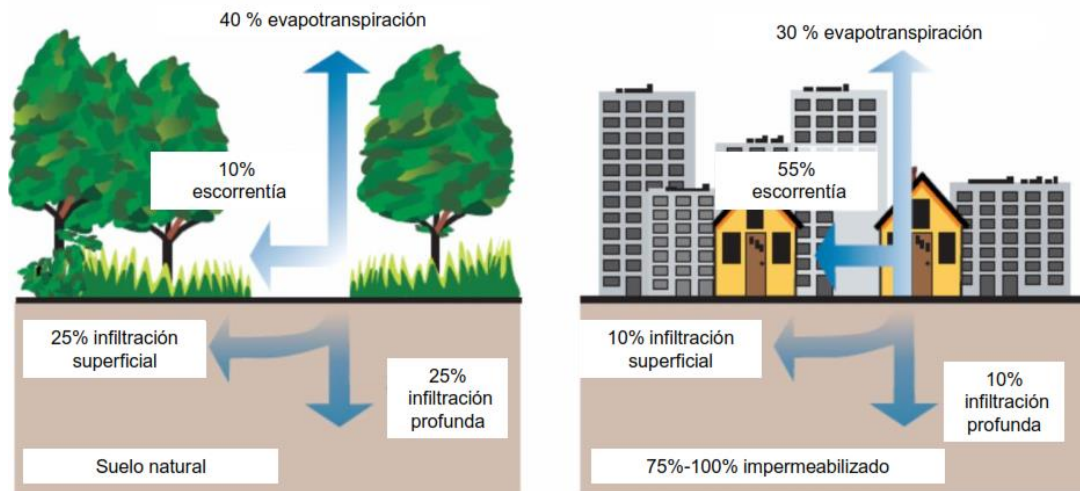 40 % evapotranspiración
10%
escorrentía
25% infiltración
superficial
25%
infiltración
profunda
Suelo natural
30 % evapotranspiración
55%
escorrentía
10% infiltración
superficial
10%
infiltración
profunda
75%-100% impermeabilizado